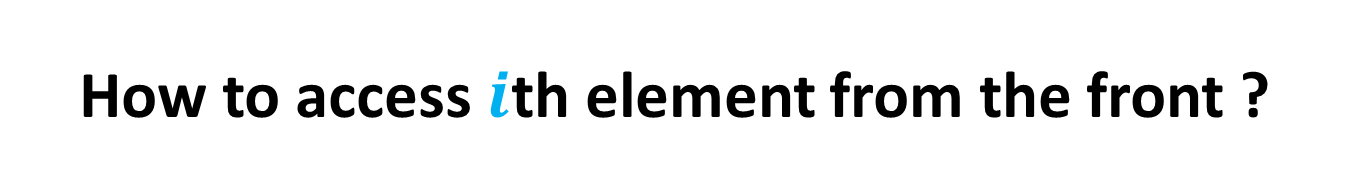 How to access ith element from the front ?